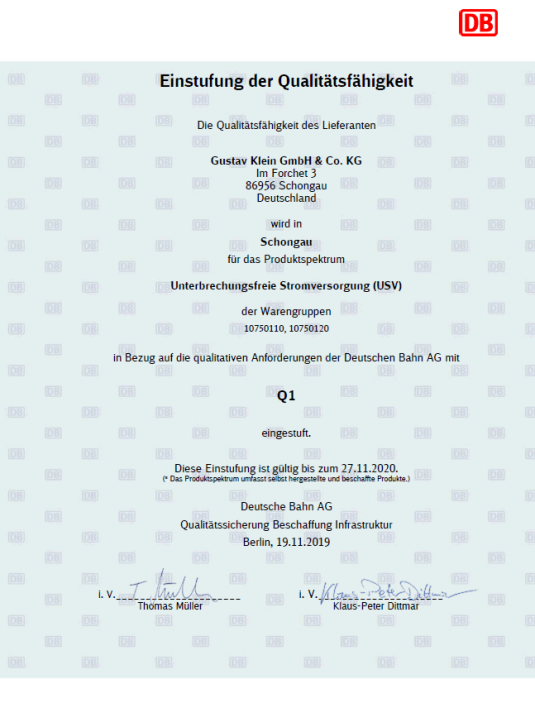 DB
Einstufung der Qualitätsfähigkeit
Die Qualitätsfähigkeit des Lieferanten
Gustav Klein GmbH & Co. KG
Im Forchet 3
86956 Schongau
Deutschland
wird in
Schongau
für das Produktspektrum
Unterbrechungsfreie Stromversorgung (USV)
der Warengruppen
10750110, 10750120
in Bezug auf die qualitativen Anforderungen der Deutschen Bahn AG mit
Q1
eingestuft.
Diese Einstufung ist gültig bis zum 27.11.2020.
(* Das Produktspektrum umfasst selbst hergestellte und beschaffte Produkte.)
Deutsche Bahn AG
Qualitätssicherung Beschaffung Infrastruktur
Berlin, 19.11.2019
i. V. T. Müller i. V. Klaus-Peter Dittmar
Thomas Müller Klaus-Peter Dittmar